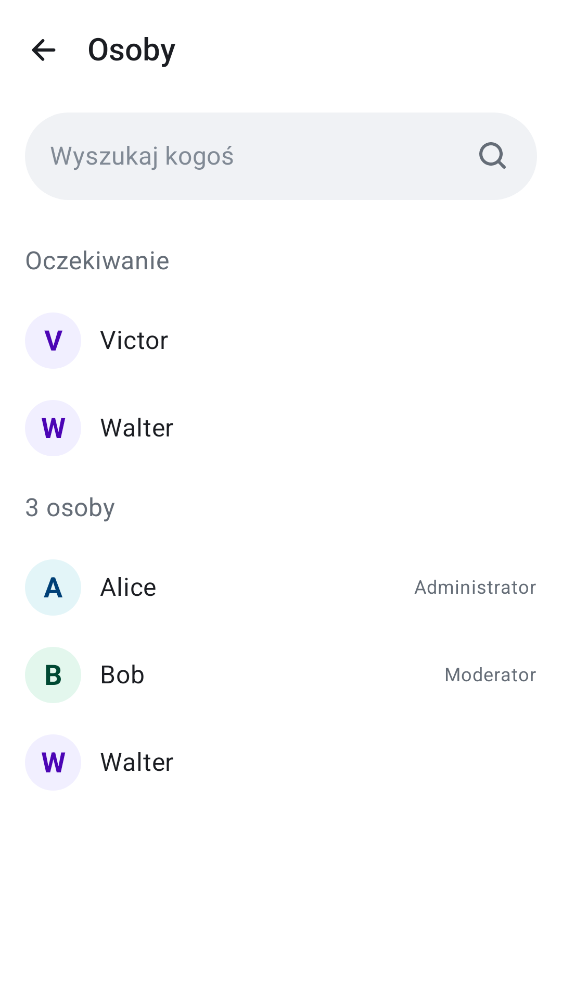 Osoby
Wyszukaj kogoś
Oczekiwanie
V Victor
W Walter
3 osoby
A Alice Administrator
B Bob Moderator
W Walter